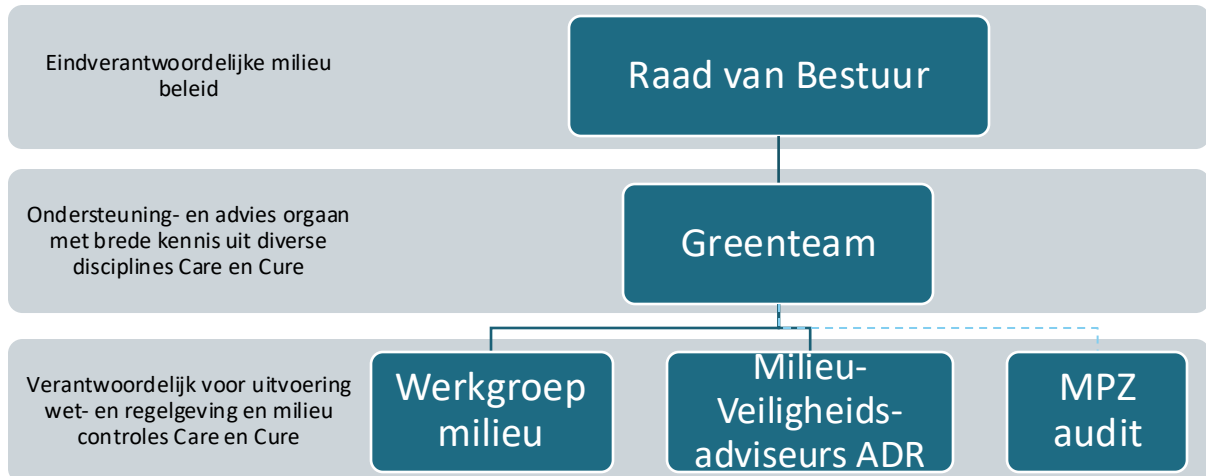 Eindverantwoordelijke milieu
beleid
Raad van Bestuur
Ondersteuning- en advies orgaan
met brede kennis uit diverse
disciplines Care en Cure
Greenteam
Verantwoordelijk voor uitvoering
wet- en regelgeving en milieu
controles Care en Cure
Werkgroep
milieu
Milieu-
Veiligheids-
adviseurs ADR
MPZ
audit